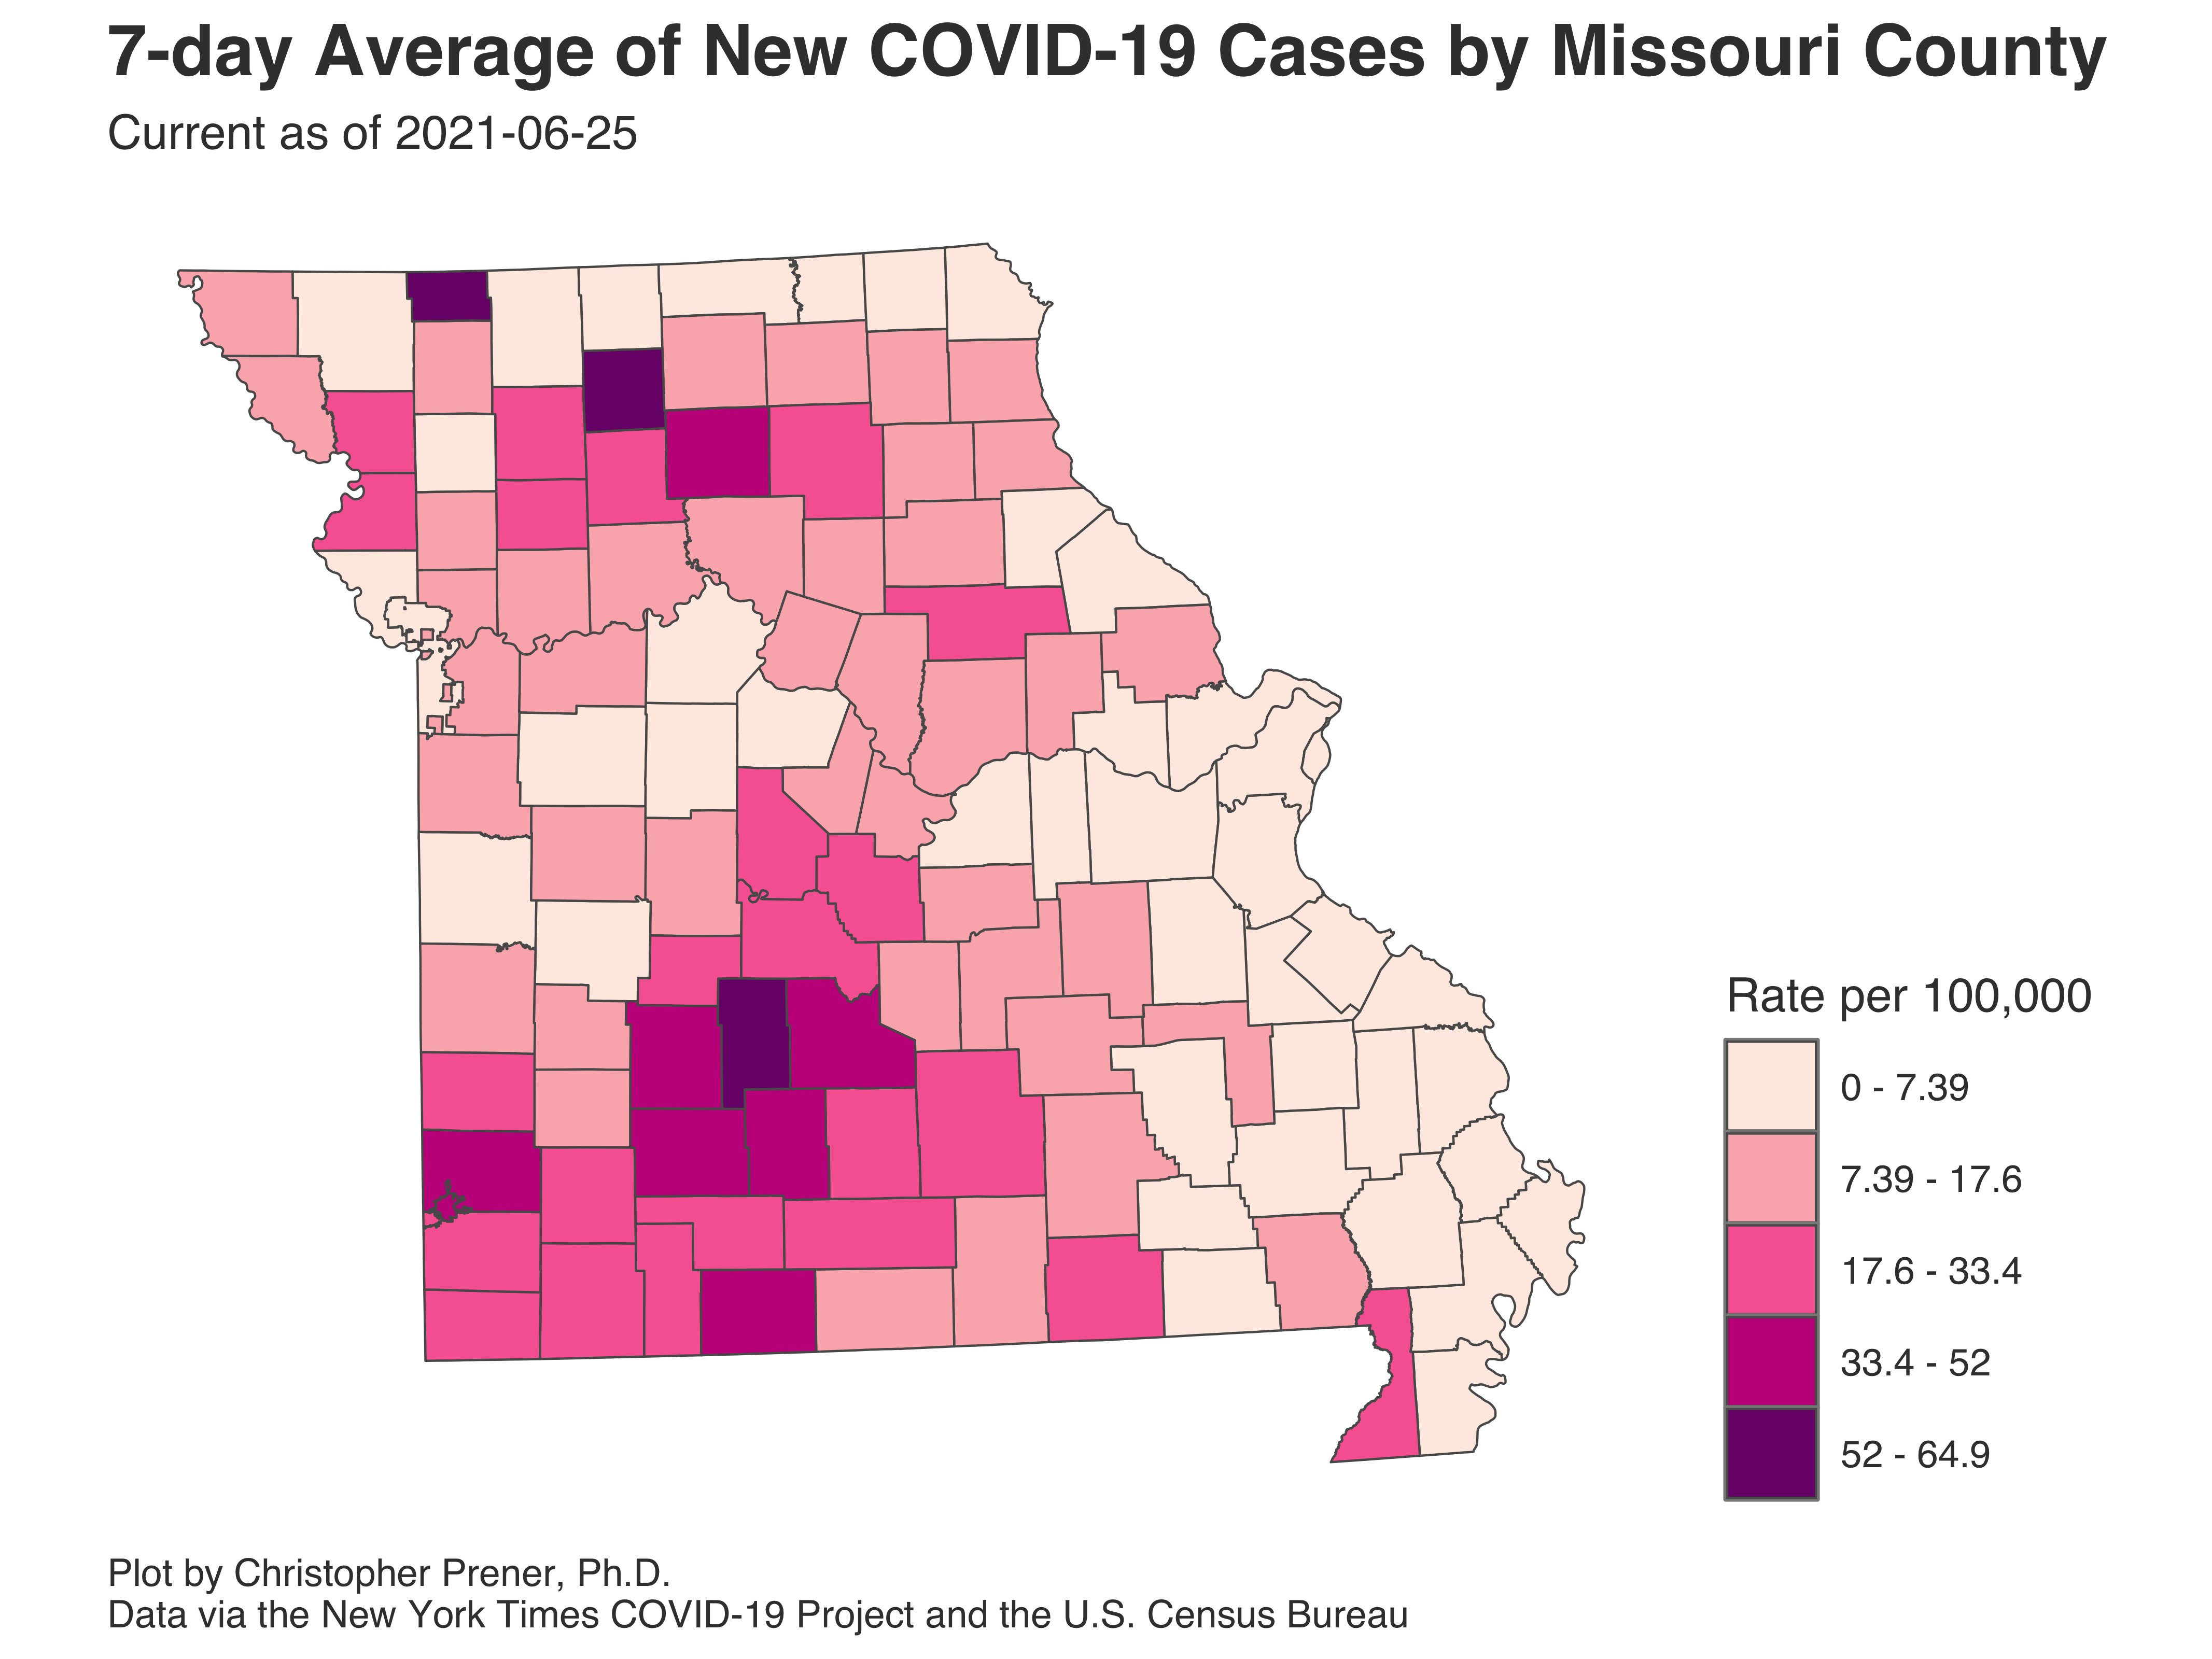 7-day Average of New COVID-19 Cases by Missouri County
Current as of 2021-06-25
Rate per 100,000
0 - 7.39
7.39 - 17.6
17.6 - 33.4
33.4 - 52
52 - 64.9
Plot by Christopher Prener, Ph.D.
Data via the New York Times COVID-19 Project and the U.S. Census Bureau